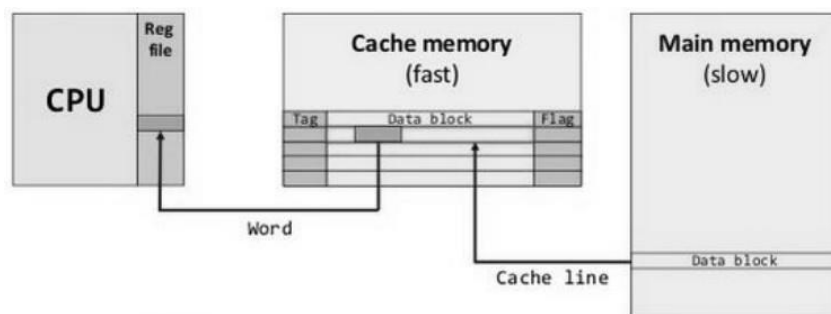 CPU
Reg
file
Cache memory
(fast)
Tag
Data block
Flag
Word
Main memory
(slow)
Data block
Cache line